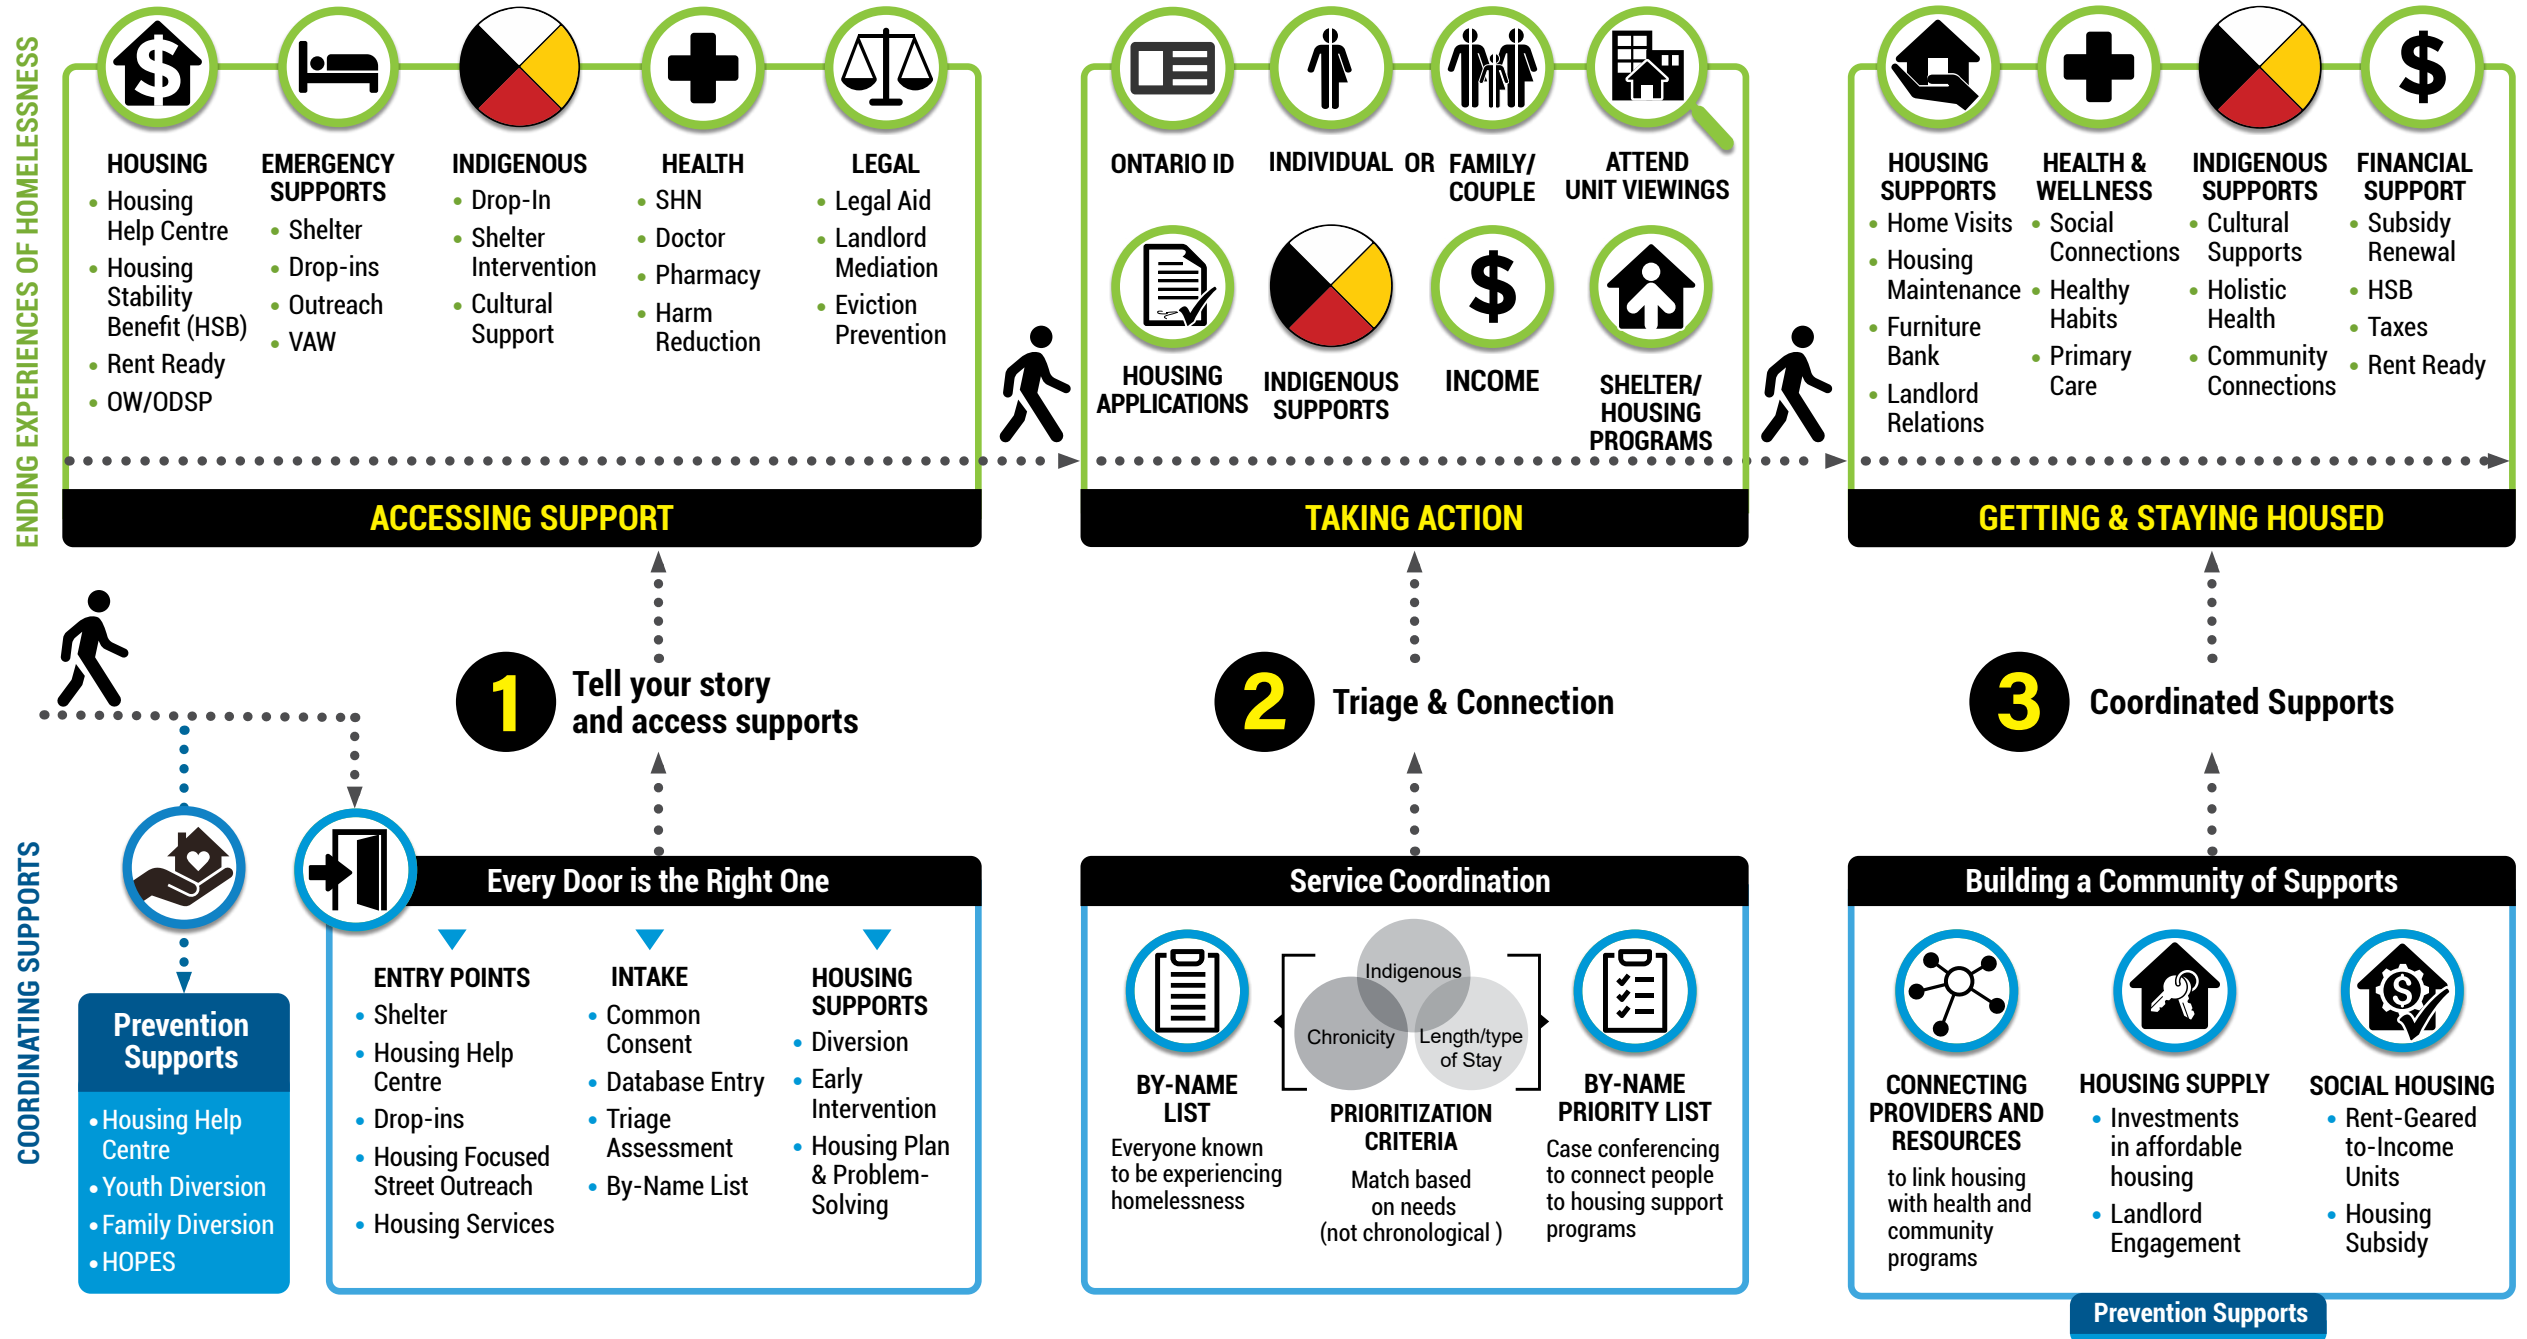 ENDING EXPERIENCES OF HOMELESSNESS
HOUSING
• Housing
Help Centre
• Housing
Stability
Benefit (HSB)
• Rent Ready
• OW/ODSP
EMERGENCY
SUPPORTS
• Shelter
• Drop-ins
• Outreach
• VAW
INDIGENOUS
• Drop-In
• Shelter
Intervention
• Cultural
Support
HEALTH
• SHN
• Doctor
• Pharmacy
• Harm
Reduction
LEGAL
• Legal Aid
• Landlord
Mediation
• Eviction
Prevention
ACCESSING SUPPORT
ONTARIO ID
INDIVIDUAL OR FAMILY/
COUPLE
ATTEND
UNIT VIEWINGS
HOUSING
APPLICATIONS
INDIGENOUS
SUPPORTS
$
INCOME
SHELTER/
HOUSING
PROGRAMS
TAKING ACTION
HOUSING
SUPPORTS
• Home Visits
• Housing
Maintenance
• Furniture
Bank
• Landlord
Relations
HEALTH &
WELLNESS
• Social
Connections
• Healthy
Habits
• Primary
Care
INDIGENOUS
SUPPORTS
• Cultural
Supports
• Holistic
Health
• Community
Connections
$
FINANCIAL
SUPPORT
• Subsidy
Renewal
• HSB
• Taxes
• Rent Ready
GETTING & STAYING HOUSED
1
Tell your story
and access supports
2
Triage & Connection
3
Coordinated Supports
COORDINATING SUPPORTS
Prevention
Supports
• Housing Help
Centre
• Youth Diversion
• Family Diversion
• HOPES
Every Door is the Right One
ENTRY POINTS
• Shelter
• Housing Help
Centre
• Drop-ins
• Housing Focused
Street Outreach
• Housing Services
INTAKE
• Common
Consent
• Database Entry
• Triage
Assessment
• By-Name List
HOUSING
SUPPORTS
• Diversion
• Early
Intervention
• Housing Plan
& Problem-
Solving
Service Coordination
BY-NAME
LIST
Everyone known
to be experiencing
homelessness
Indigenous
Chronicity
Length/type
of Stay
PRIORITIZATION
CRITERIA
Match based
on needs
(not chronological )
BY-NAME
PRIORITY LIST
Case conferencing
to connect people
to housing support
programs
Building a Community of Supports
CONNECTING
PROVIDERS AND
RESOURCES
to link housing
with health and
community
programs
HOUSING SUPPLY
• Investments
in affordable
housing
• Landlord
Engagement
SOCIAL HOUSING
• Rent-Geared
to-Income
Units
• Housing
Subsidy
Prevention Supports